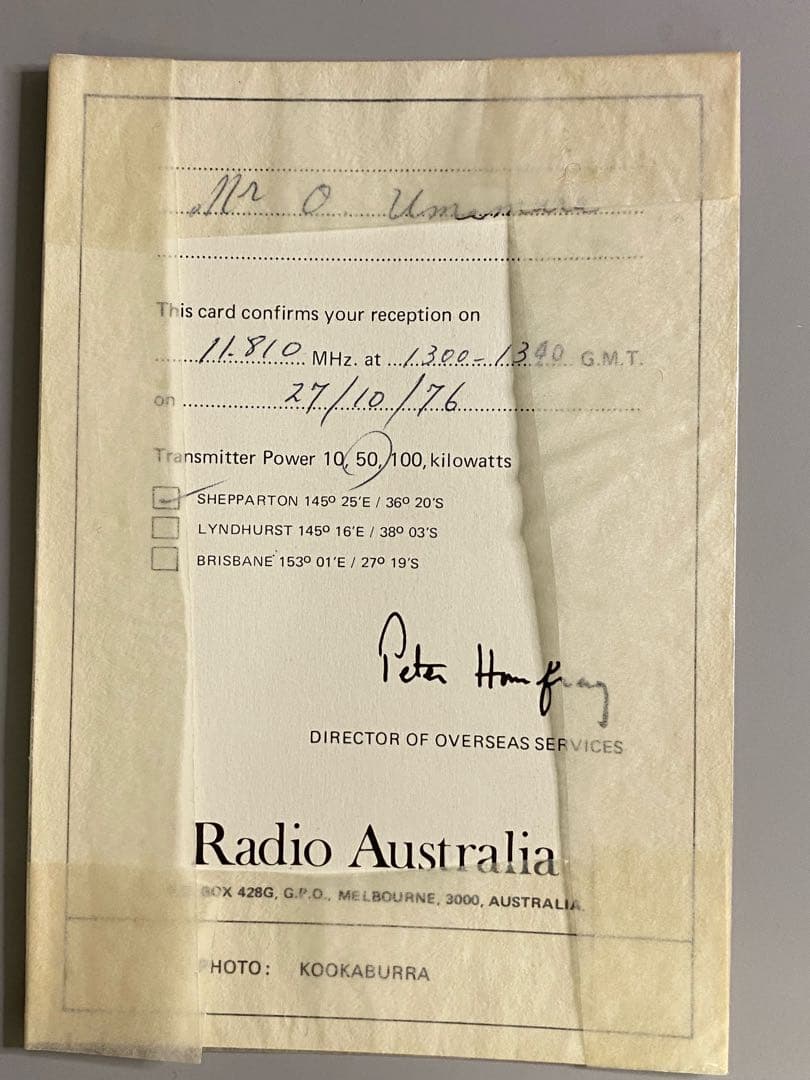 Mr O.
This card confirms your reception on
11.810 MHz. at 1300-1340 G.M.T.
on 27/10/76
Transmitter Power 10, 50, 100, kilowatts
SHEPPARTON 145º 25'E / 36º 20'S
LYNDHURST 145º 16'E / 38º 03'S
BRISBANE 153º 01'E / 27º 19'S
Peter Homfray
DIRECTOR OF OVERSEAS SERVICES
Radio Australia
BOX 428G, G.P.O., MELBOURNE, 3000, AUSTRALIA.
PHOTO: KOOKABURRA